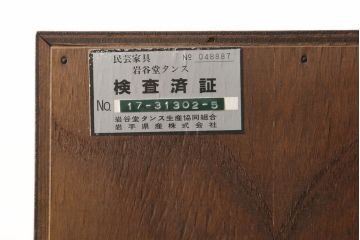 民芸家具 № 048887
岩谷堂タンス
検査済証
No. 17-31302-5
岩谷堂タンス生産協同組合
岩手県産株式会社